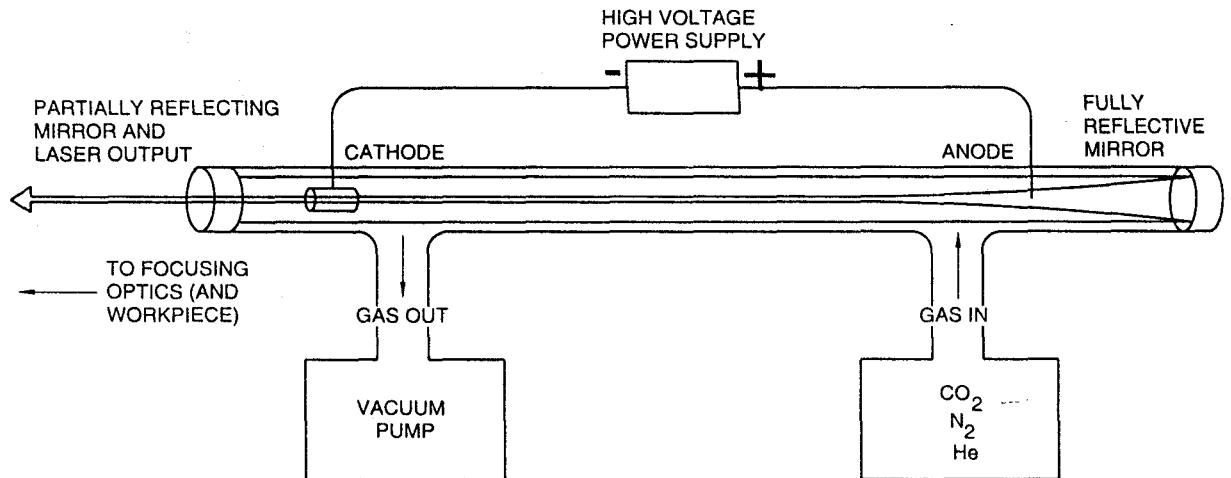 HIGH VOLTAGE
POWER SUPPLY
- +
PARTIALLY REFLECTING
MIRROR AND
LASER OUTPUT
CATHODE
ANODE
FULLY
REFLECTIVE
MIRROR
TO FOCUSING
OPTICS (AND
WORKPIECE)
GAS OUT
GAS IN
VACUUM
PUMP
CO2
N2
He